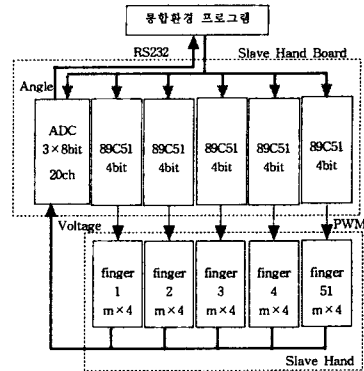 통합환경 프로그램
RS232
Slave Hand Board
Angle
ADC
3×8bit
20ch
89C51
4bit
89C51
4bit
89C51
4bit
89C51
4bit
89C51
4bit
Voltage
PWM
finger
1
m×4
finger
2
m×4
finger
3
m×4
finger
4
m×4
finger
51
m×4
Slave Hand